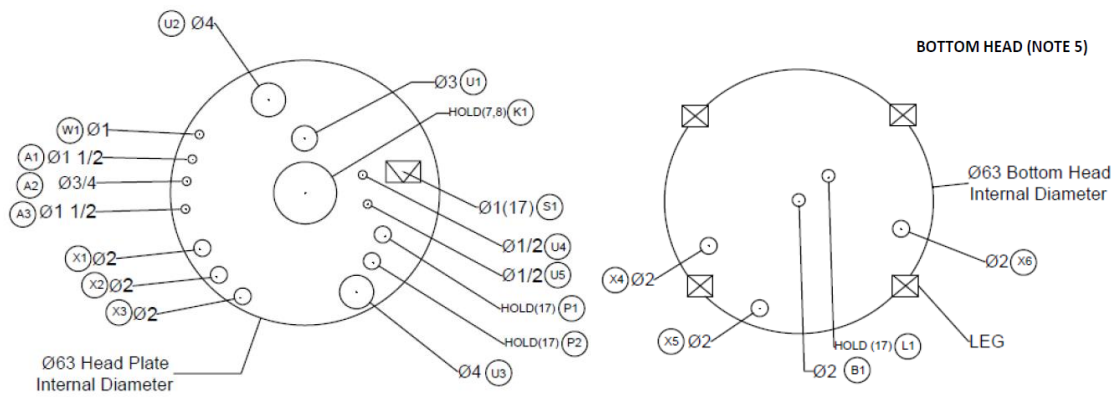 U2 Ø4
BOTTOM HEAD (NOTE 5)
Ø3 U1
HOLD(7,8) K1
W1 Ø1
A1 Ø1 1/2
A2 Ø3/4
A3 Ø1 1/2
Ø1(17) S1
Ø1/2 U4
Ø1/2 U5
X1 Ø2
X2 Ø2
X3 Ø2
HOLD(17) P1
HOLD(17) P2
Ø4 U3
Ø63 Head Plate
Internal Diameter
Ø63 Bottom Head
Internal Diameter
Ø2 X6
X4 Ø2
X5 Ø2
HOLD (17) L1
LEG
Ø2 B1